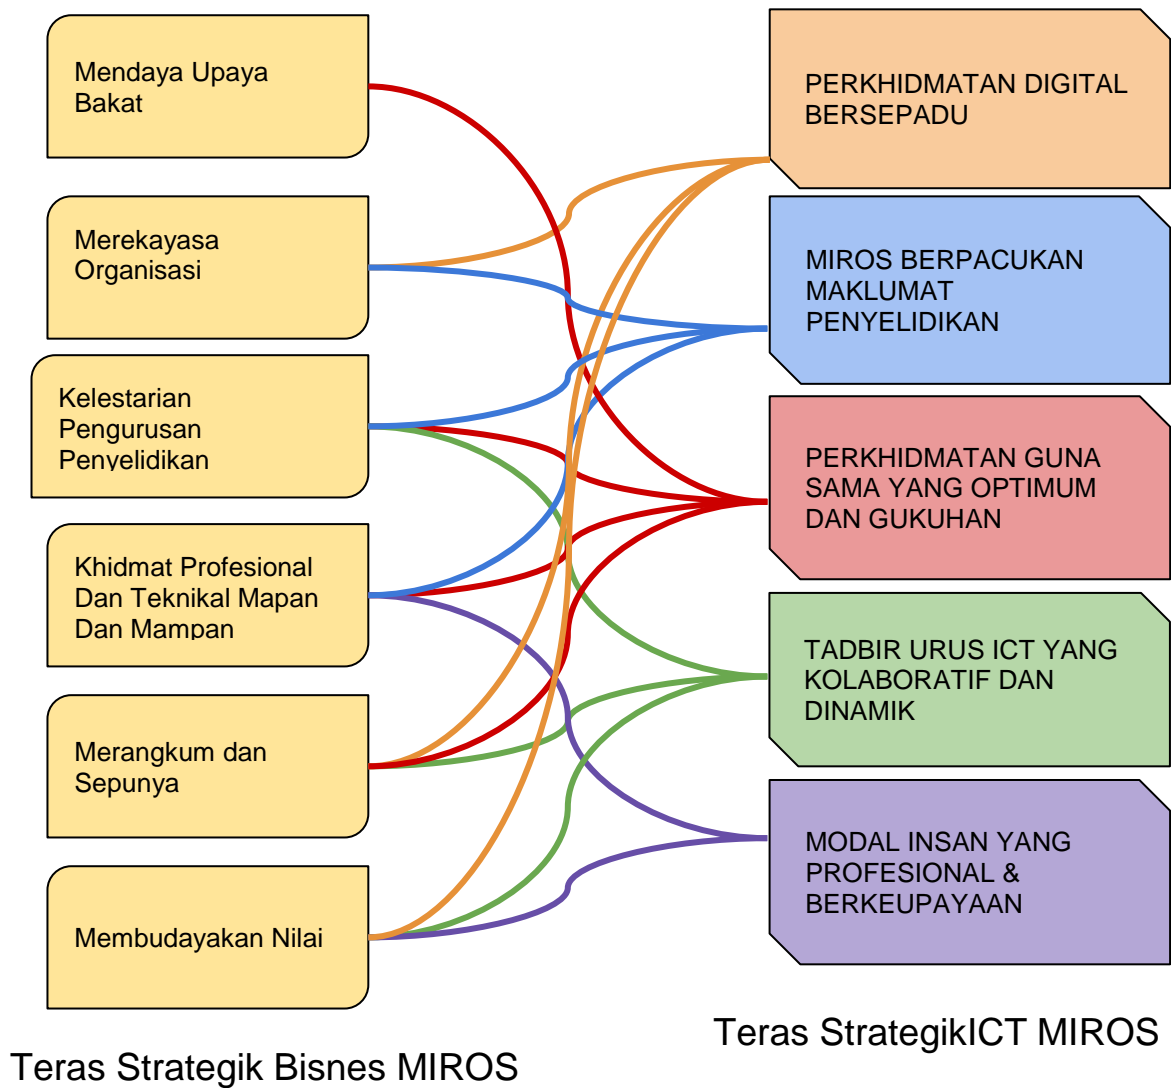 Mendaya Upaya
Bakat
Merekayasa
Organisasi
Kelestarian
Pengurusan
Penyelidikan
Khidmat Profesional
Dan Teknikal Mapan
Dan Mampan
Merangkum dan
Sepunya
Membudayakan Nilai
Teras Strategik Bisnes MIROS
PERKHIDMATAN DIGITAL
BERSEPADU
MIROS BERPACUKAN
MAKLUMAT
PENYELIDIKAN
PERKHIDMATAN GUNA
SAMA YANG OPTIMUM
DAN GUKUHAN
TADBIR URUS ICT YANG
KOLABORATIF DAN
DINAMIK
MODAL INSAN YANG
PROFESIONAL &
BERKEUPAYAAN
Teras StrategikICT MIROS